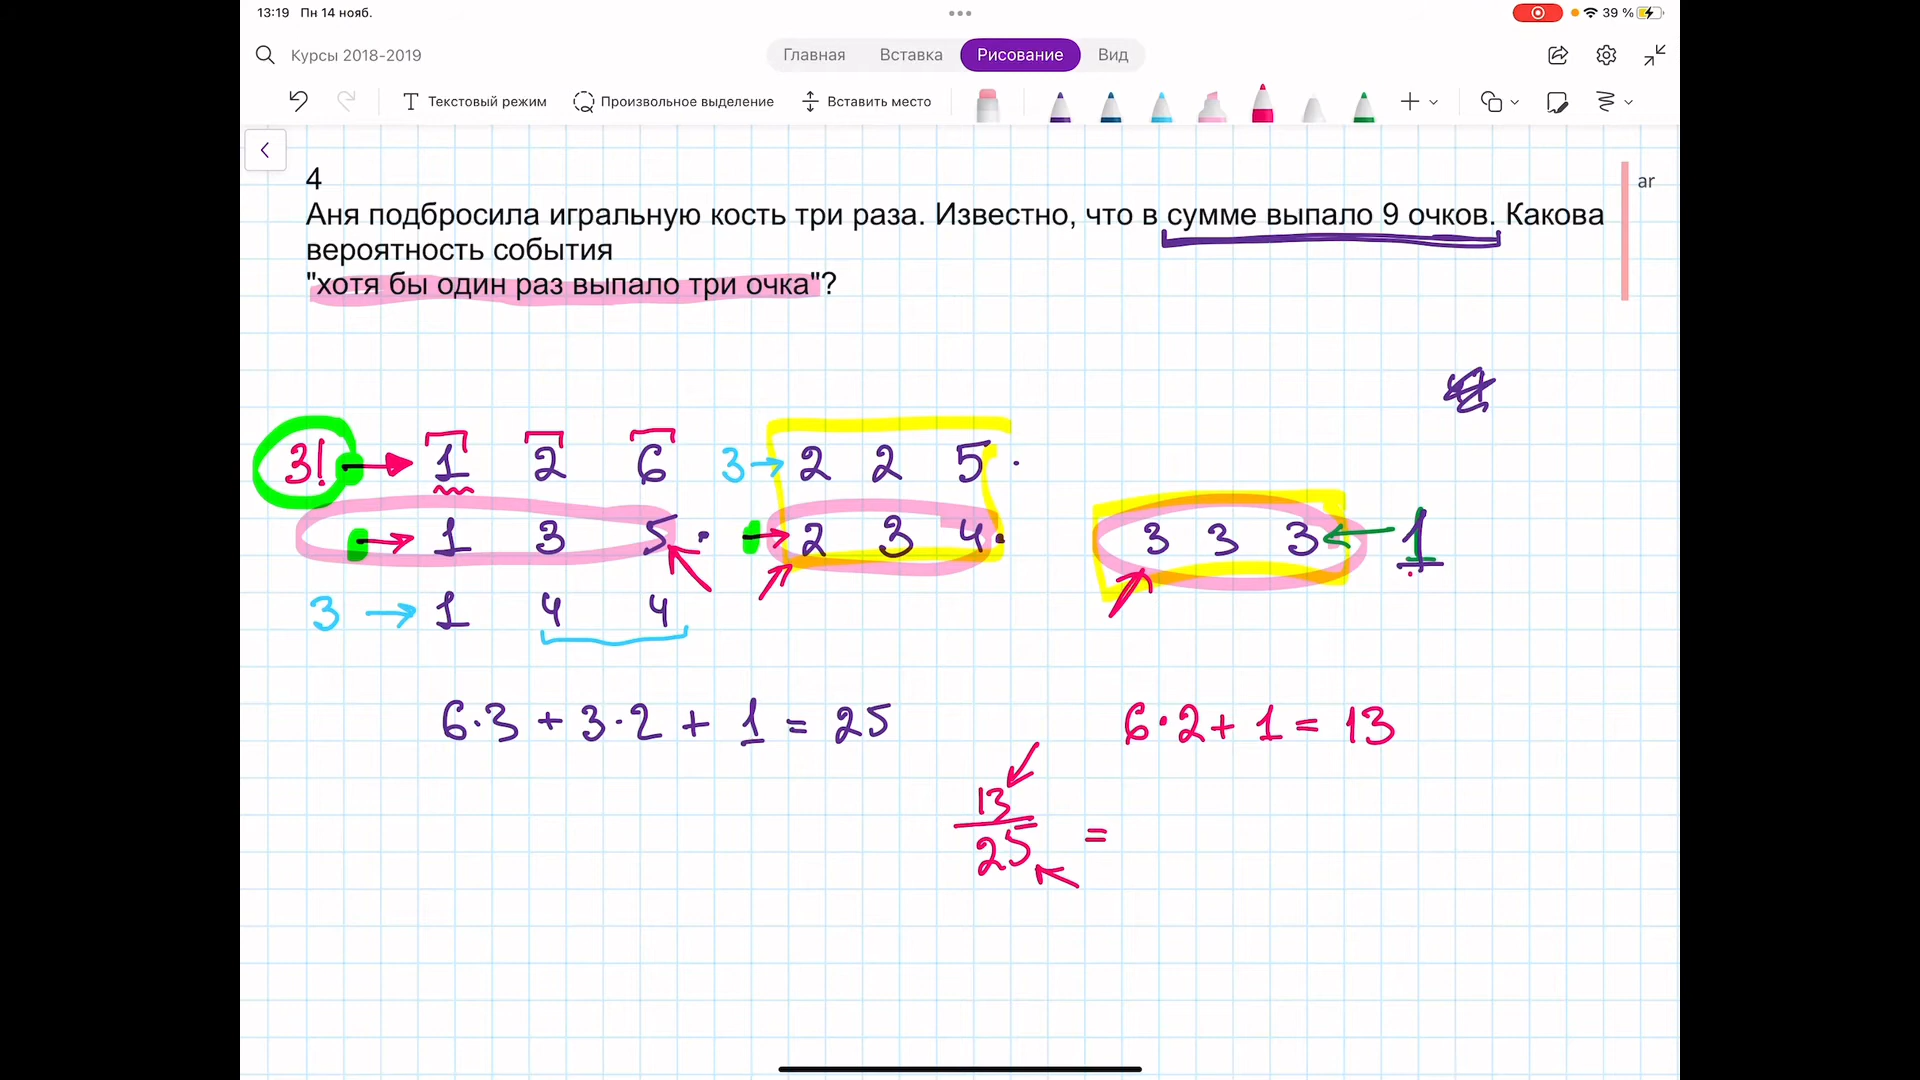 13:19 Пн 14 нояб.
39 %
Курсы 2018-2019
Главная Вставка Рисование Вид
Текстовый режим Произвольное выделение Вставить место
ar
4
Аня подбросила игральную кость три раза. Известно, что в сумме выпало 9 очков. Какова
вероятность события
"хотя бы один раз выпало три очка"?
3! → 1 2 6 3 → 2 2 5 .
→ 1 3 5 . → 2 3 4 . 3 3 3 ← 1
3 → 1 4 4
6·3 + 3·2 + 1 = 25
6·2 + 1 = 13
13
25 =